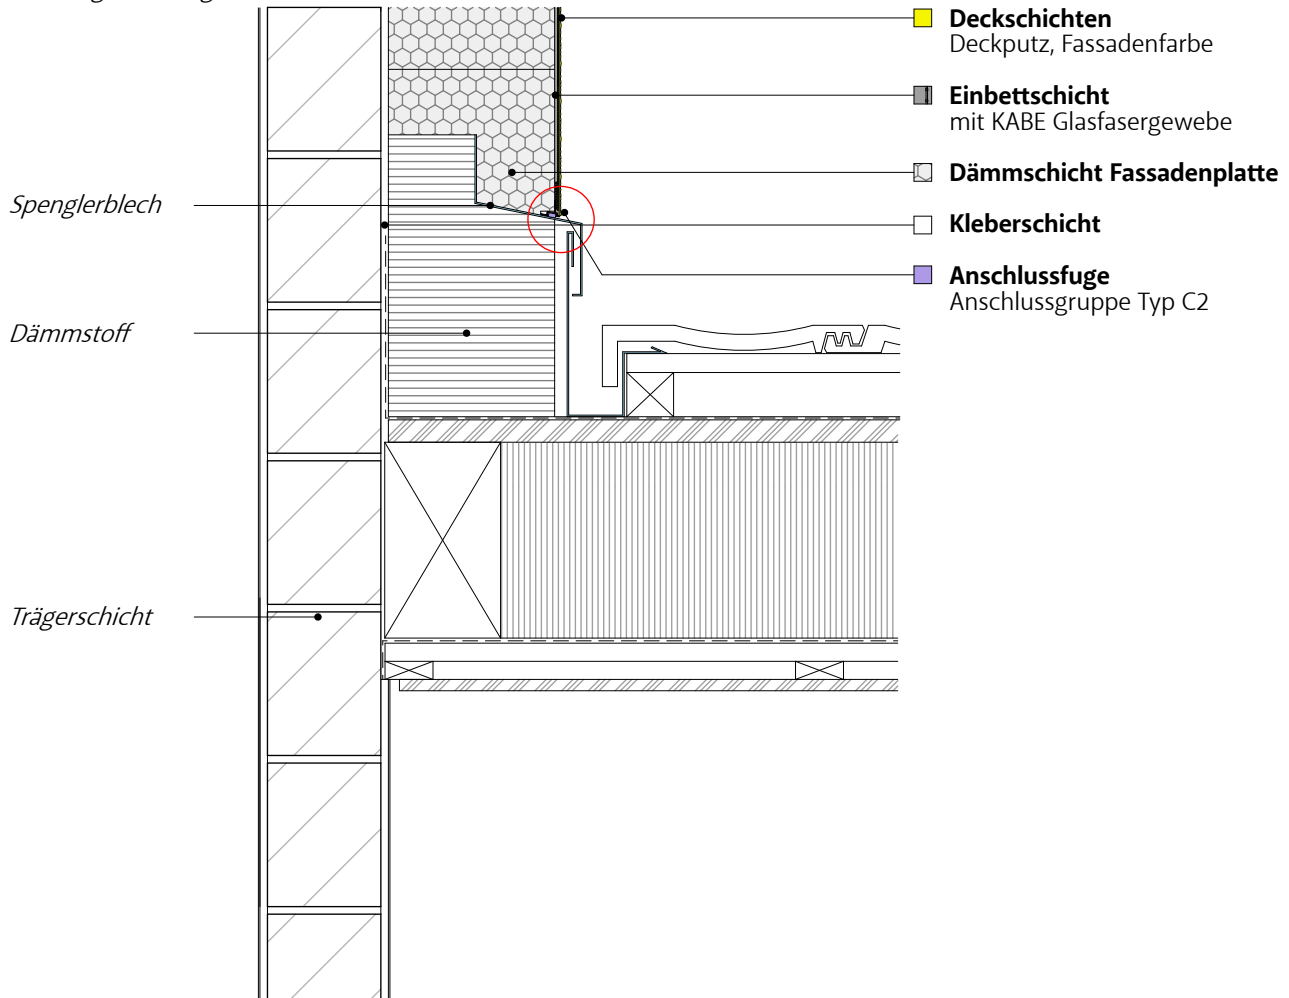 Deckschichten
Deckputz, Fassadenfarbe
Einbettschicht
mit KABE Glasfasergewebe
Dämmschicht Fassadenplatte
Spenglerblech
Kleberschicht
Anschlussfuge
Anschlussgruppe Typ C2
Dämmstoff
Trägerschicht